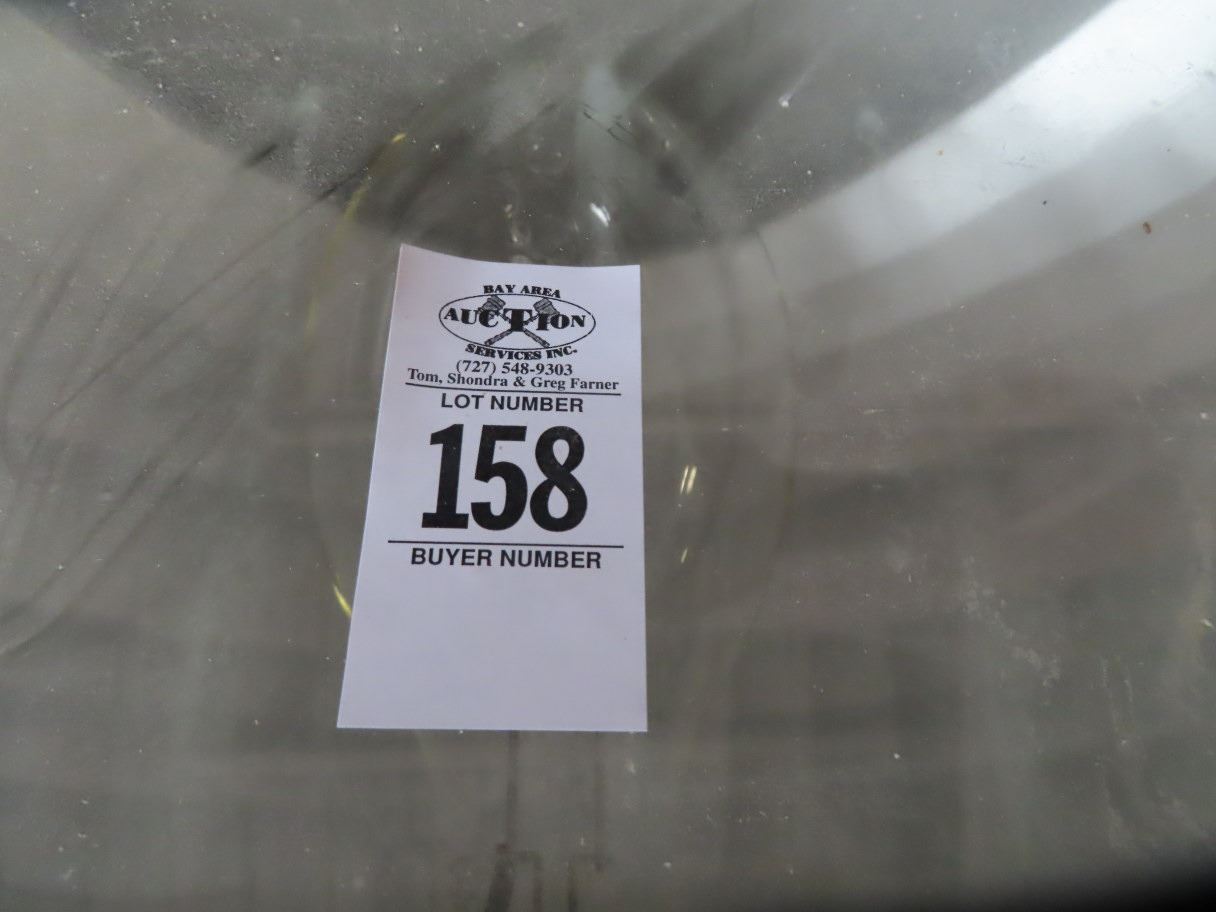 BAY AREA
AUCTION
SERVICES INC.
(727) 548-9303
Tom, Shondra & Greg Farner
LOT NUMBER
158
BUYER NUMBER